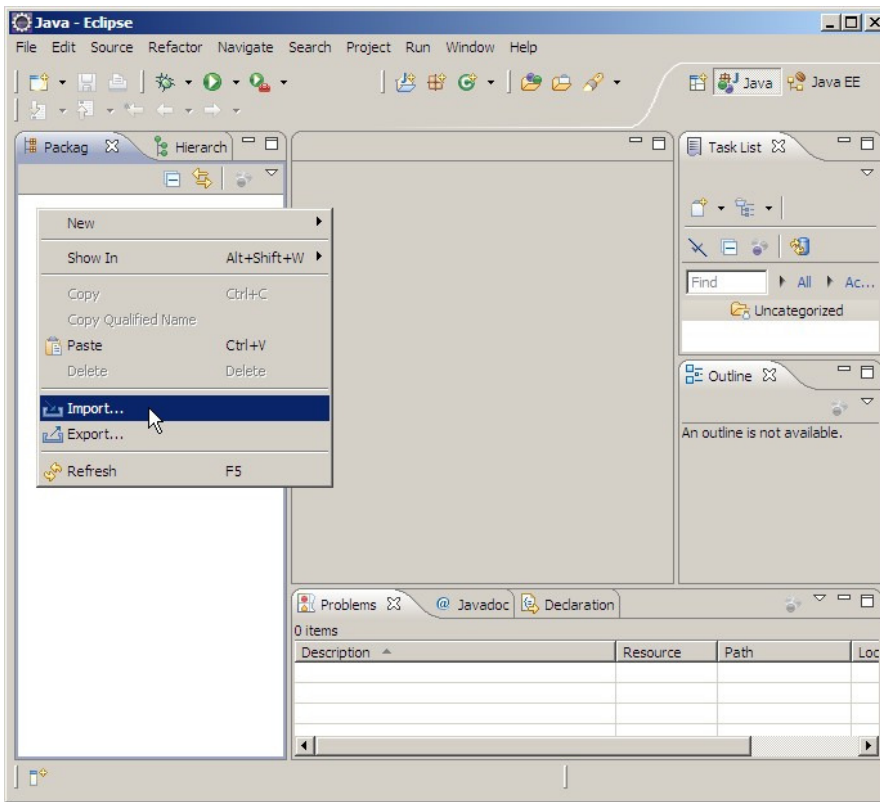 Java - Eclipse
File Edit Source Refactor Navigate Search Project Run Window Help
Java Java EE
Packag Hierarch
Task List
New
Show In Alt+Shift+W
Copy Ctrl+C
Copy Qualified Name
Paste Ctrl+V
Delete Delete
Import...
Export...
Refresh F5
Find All Ac...
Uncategorized
Outline
An outline is not available.
Problems @ Javadoc Declaration
0 items
Description Resource Path Loc